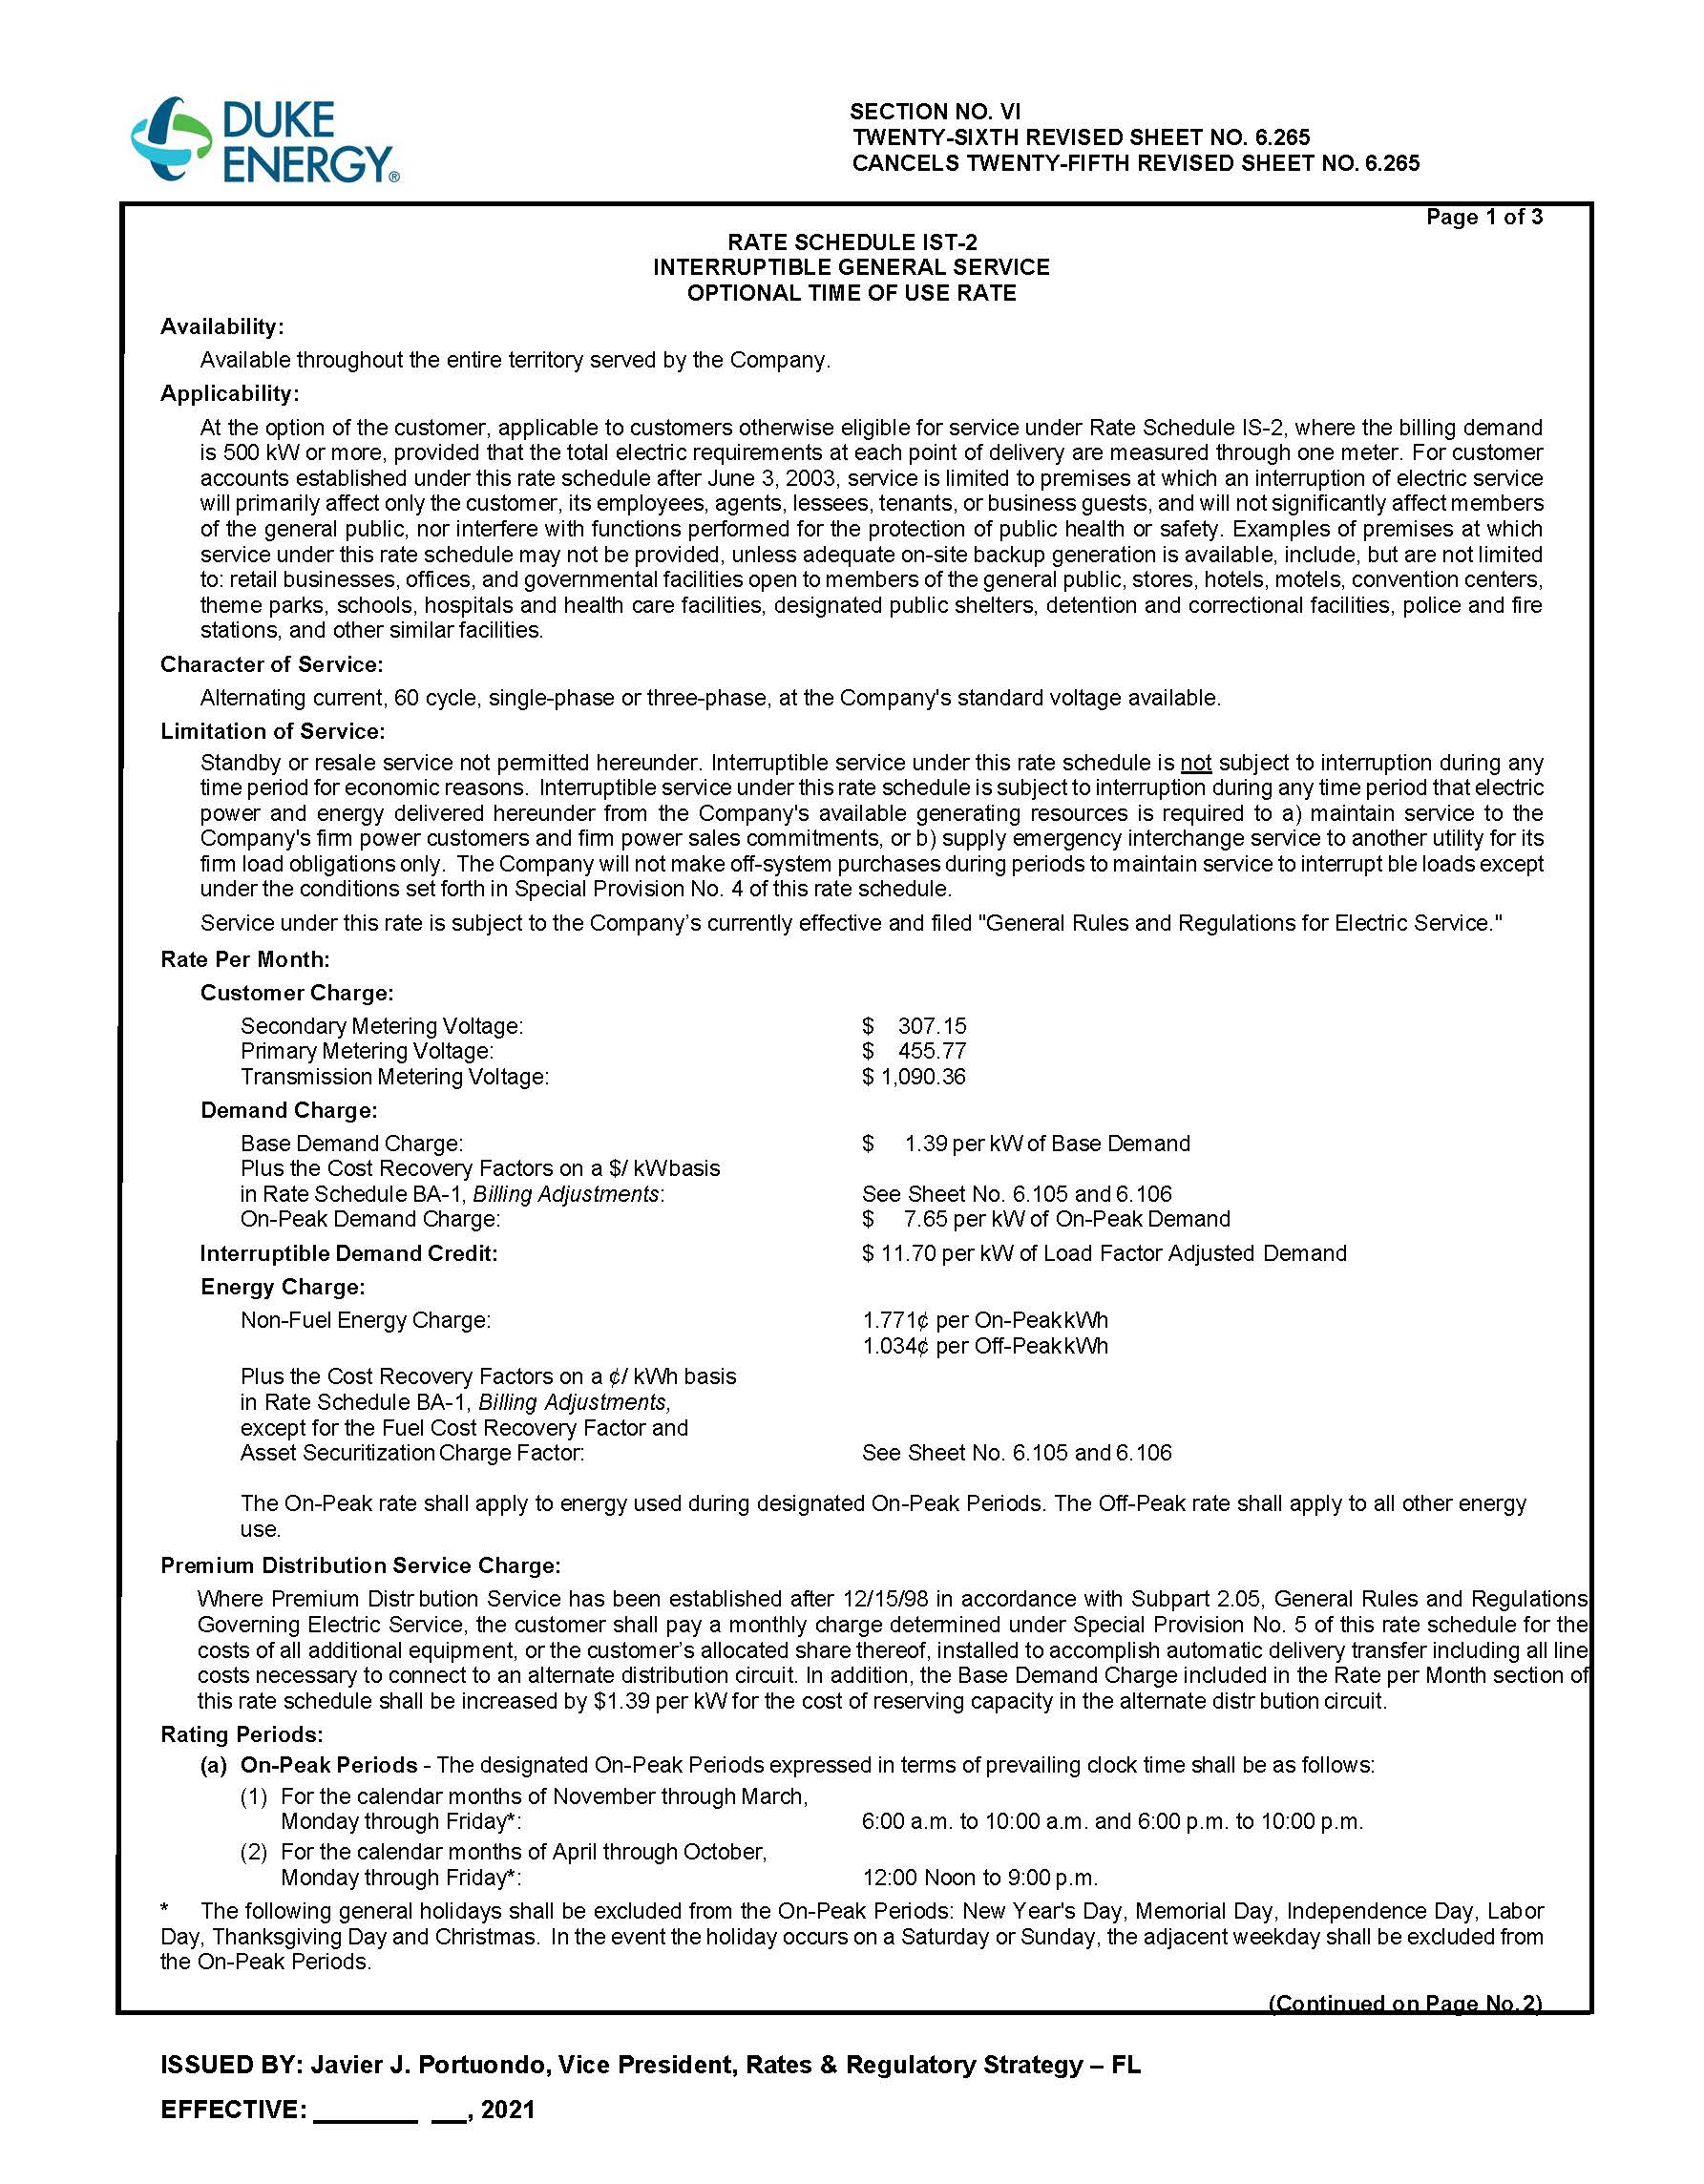 DUKE
ENERGY®
SECTION NO. VI
TWENTY-SIXTH REVISED SHEET NO. 6.265
CANCELS TWENTY-FIFTH REVISED SHEET NO. 6.265
Page 1 of 3
RATE SCHEDULE IST-2
INTERRUPTIBLE GENERAL SERVICE
OPTIONAL TIME OF USE RATE
Availability:
Available throughout the entire territory served by the Company.
Applicability:
At the option of the customer, applicable to customers otherwise eligible for service under Rate Schedule IS-2, where the billing demand
is 500 kW or more, provided that the total electric requirements at each point of delivery are measured through one meter. For customer
accounts established under this rate schedule after June 3, 2003, service is limited to premises at which an interruption of electric service
will primarily affect only the customer, its employees, agents, lessees, tenants, or business guests, and will not significantly affect members
of the general public, nor interfere with functions performed for the protection of public health or safety. Examples of premises at which
service under this rate schedule may not be provided, unless adequate on-site backup generation is available, include, but are not limited
to: retail businesses, offices, and governmental facilities open to members of the general public, stores, hotels, motels, convention centers,
theme parks, schools, hospitals and health care facilities, designated public shelters, detention and correctional facilities, police and fire
stations, and other similar facilities.
Character of Service:
Alternating current, 60 cycle, single-phase or three-phase, at the Company's standard voltage available.
Limitation of Service:
Standby or resale service not permitted hereunder. Interruptible service under this rate schedule is not subject to interruption during any
time period for economic reasons. Interruptible service under this rate schedule is subject to interruption during any time period that electric
power and energy delivered hereunder from the Company's available generating resources is required to a) maintain service to the
Company's firm power customers and firm power sales commitments, or b) supply emergency interchange service to another utility for its
firm load obligations only. The Company will not make off-system purchases during periods to maintain service to interrupt ble loads except
under the conditions set forth in Special Provision No. 4 of this rate schedule.
Service under this rate is subject to the Company’s currently effective and filed "General Rules and Regulations for Electric Service."
Rate Per Month:
Customer Charge:
Secondary Metering Voltage: $ 307.15
Primary Metering Voltage: $ 455.77
Transmission Metering Voltage: $ 1,090.36
Demand Charge:
Base Demand Charge: $ 1.39 per kW of Base Demand
Plus the Cost Recovery Factors on a $/ kW basis
in Rate Schedule BA-1, Billing Adjustments: See Sheet No. 6.105 and 6.106
On-Peak Demand Charge: $ 7.65 per kW of On-Peak Demand
Interruptible Demand Credit: $ 11.70 per kW of Load Factor Adjusted Demand
Energy Charge:
Non-Fuel Energy Charge: 1.771¢ per On-Peak kWh
1.034¢ per Off-Peak kWh
Plus the Cost Recovery Factors on a ¢/ kWh basis
in Rate Schedule BA-1, Billing Adjustments,
except for the Fuel Cost Recovery Factor and
Asset Securitization Charge Factor: See Sheet No. 6.105 and 6.106
The On-Peak rate shall apply to energy used during designated On-Peak Periods. The Off-Peak rate shall apply to all other energy
use.
Premium Distribution Service Charge:
Where Premium Distr bution Service has been established after 12/15/98 in accordance with Subpart 2.05, General Rules and Regulations
Governing Electric Service, the customer shall pay a monthly charge determined under Special Provision No. 5 of this rate schedule for the
costs of all additional equipment, or the customer’s allocated share thereof, installed to accomplish automatic delivery transfer including all line
costs necessary to connect to an alternate distribution circuit. In addition, the Base Demand Charge included in the Rate per Month section of
this rate schedule shall be increased by $1.39 per kW for the cost of reserving capacity in the alternate distr bution circuit.
Rating Periods:
(a) On-Peak Periods - The designated On-Peak Periods expressed in terms of prevailing clock time shall be as follows:
(1) For the calendar months of November through March,
Monday through Friday*: 6:00 a.m. to 10:00 a.m. and 6:00 p.m. to 10:00 p.m.
(2) For the calendar months of April through October,
Monday through Friday*: 12:00 Noon to 9:00 p.m.
* The following general holidays shall be excluded from the On-Peak Periods: New Year's Day, Memorial Day, Independence Day, Labor
Day, Thanksgiving Day and Christmas. In the event the holiday occurs on a Saturday or Sunday, the adjacent weekday shall be excluded from
the On-Peak Periods.
(Continued on Page No. 2)
ISSUED BY: Javier J. Portuondo, Vice President, Rates & Regulatory Strategy – FL
EFFECTIVE: ________ ___, 2021